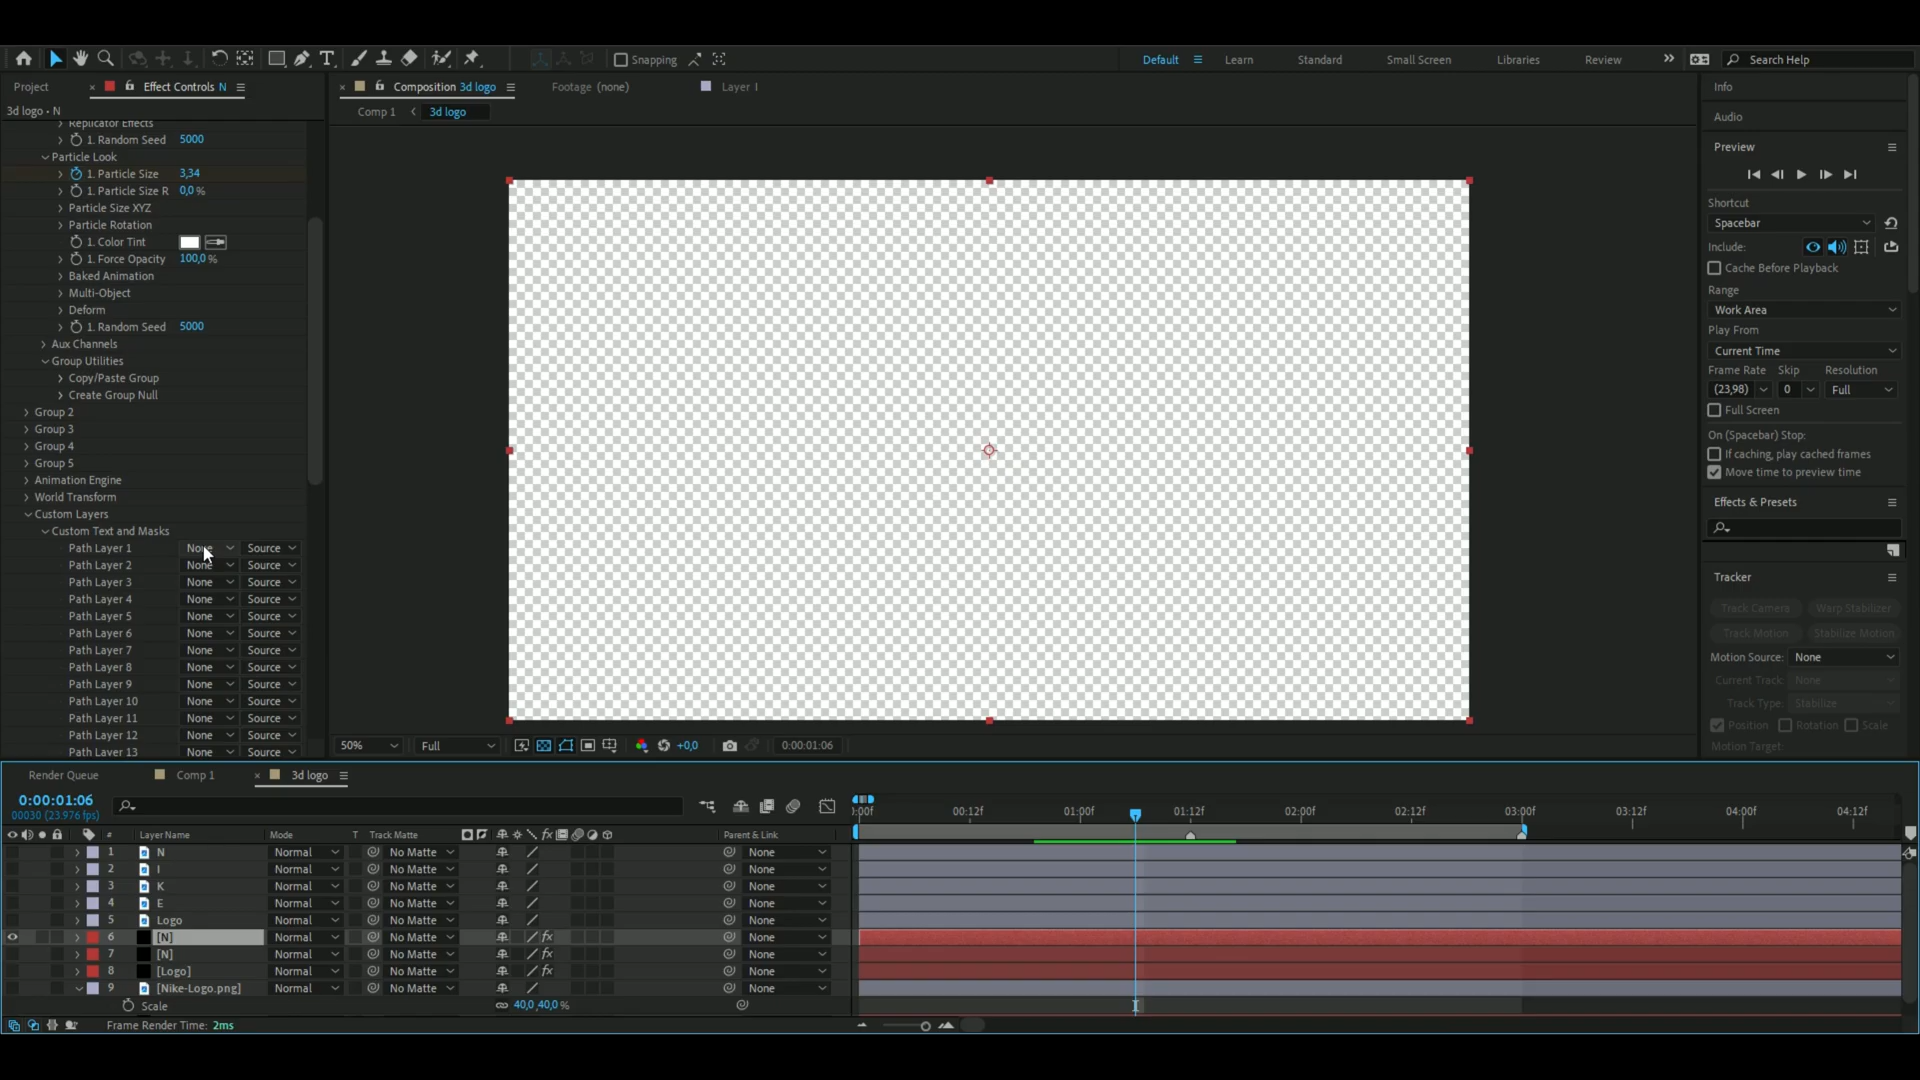 Snapping
Default
Learn
Standard
Small Screen
Libraries
Review
Search Help
Project
Effect Controls N
Composition 3d logo
Footage (none)
Layer I
3d logo • N
Comp 1
3d logo
Replicator Effects
1. Random Seed 5000
Particle Look
1. Particle Size 3,34
1. Particle Size R 0,0 %
Particle Size XYZ
Particle Rotation
1. Color Tint
1. Force Opacity 100,0 %
Baked Animation
Multi-Object
Deform
1. Random Seed 5000
Aux Channels
Group Utilities
Copy/Paste Group
Create Group Null
Group 2
Group 3
Group 4
Group 5
Animation Engine
World Transform
Custom Layers
Custom Text and Masks
Path Layer 1 None Source
Path Layer 2 None Source
Path Layer 3 None Source
Path Layer 4 None Source
Path Layer 5 None Source
Path Layer 6 None Source
Path Layer 7 None Source
Path Layer 8 None Source
Path Layer 9 None Source
Path Layer 10 None Source
Path Layer 11 None Source
Path Layer 12 None Source
Path Layer 13 None Source
50% Full +0,0 0:00:01:06
Info
Audio
Preview
Shortcut
Spacebar
Include:
Cache Before Playback
Range
Work Area
Play From
Current Time
Frame Rate Skip Resolution
(23,98) 0 Full
Full Screen
On (Spacebar) Stop:
If caching, play cached frames
Move time to preview time
Effects & Presets
Tracker
Track Camera Warp Stabilizer
Track Motion Stabilize Motion
Motion Source: None
Current Track: None
Track Type: Stabilize
Position Rotation Scale
Motion Target:
Render Queue Comp 1 3d logo
0:00:01:06
00030 (23.976 fps)
:00f 00:12f 01:00f 01:12f 02:00f 02:12f 03:00f 03:12f 04:00f 04:12f
# Layer Name Mode T Track Matte fx Parent & Link
1 N Normal No Matte None
2 I Normal No Matte None
3 K Normal No Matte None
4 E Normal No Matte None
5 Logo Normal No Matte None
6 [N] Normal No Matte fx None
7 [N] Normal No Matte fx None
8 [Logo] Normal No Matte fx None
9 [Nike-Logo.png] Normal No Matte None
Scale 40,0,40,0 %
Frame Render Time: 2ms